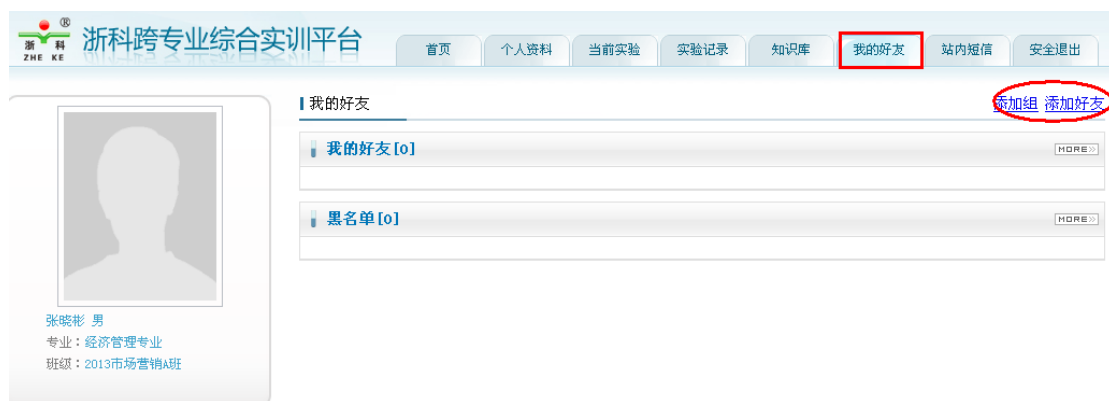 ®
浙 科
ZHE KE
浙科跨专业综合实训平台
首页 个人资料 当前实验 实验记录 知识库 我的好友 站内短信 安全退出
我的好友
添加组 添加好友
我的好友[0]
MORE»
黑名单[0]
MORE»
张晓彬 男
专业：经济管理专业
班级：2013市场营销A班